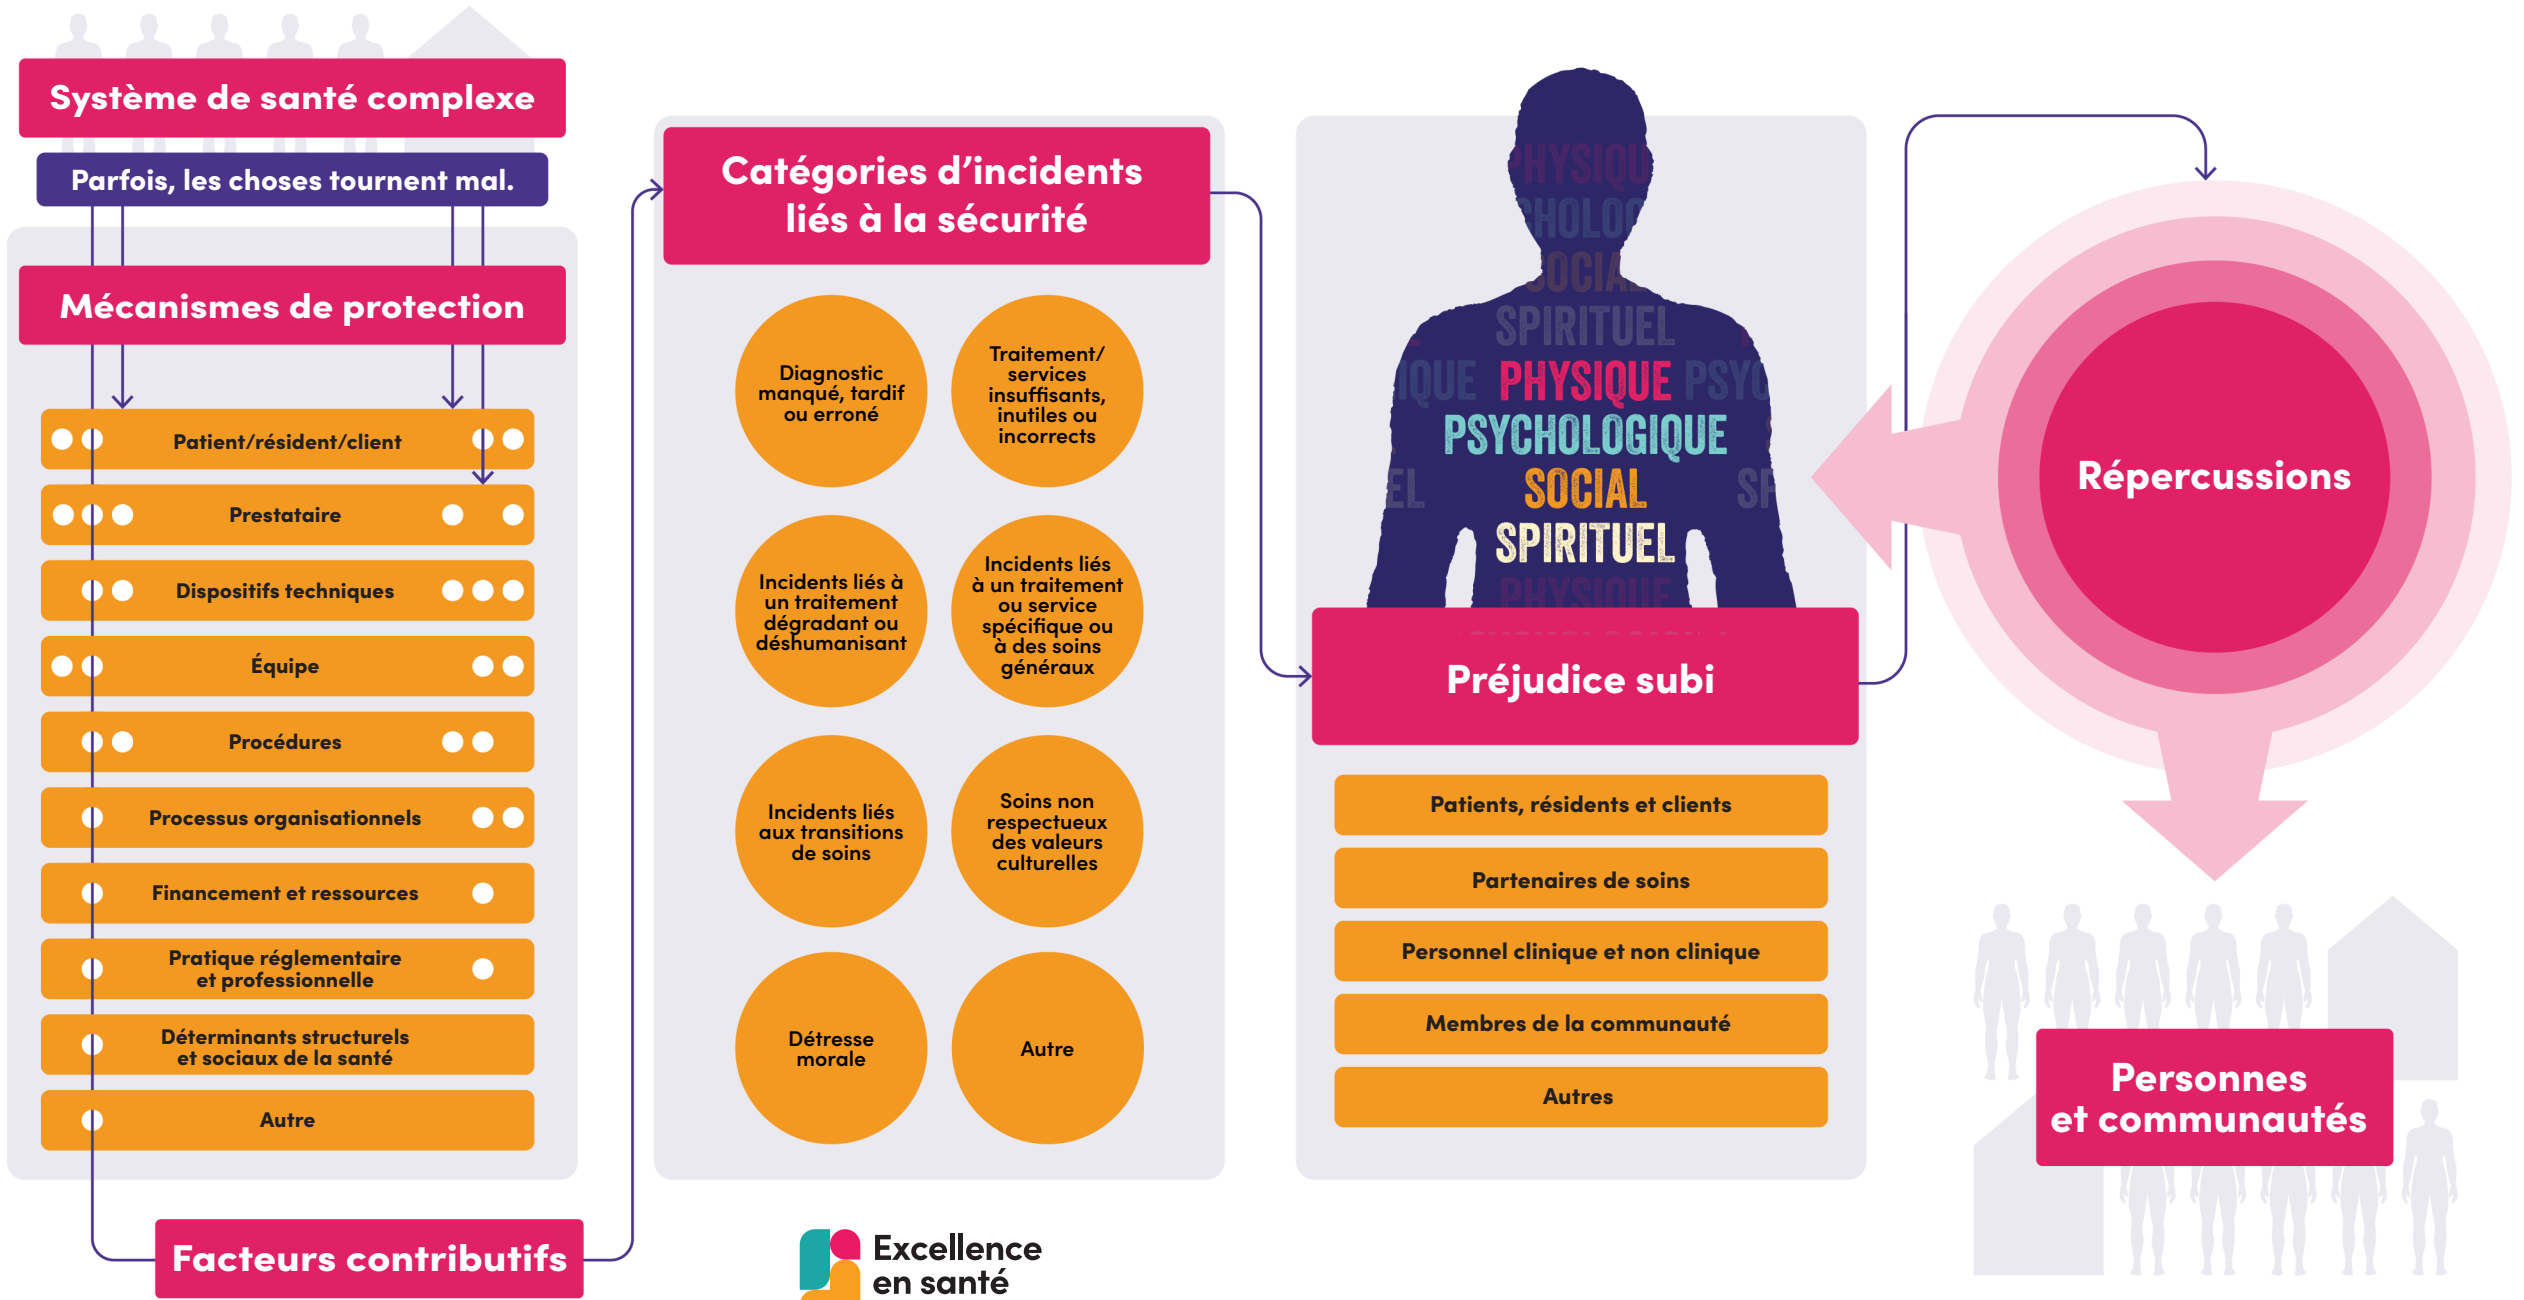 Système de santé complexe
Parfois, les choses tournent mal.
Mécanismes de protection
Patient/résident/client
Prestataire
Dispositifs techniques
Équipe
Procédures
Processus organisationnels
Financement et ressources
Pratique réglementaire
et professionnelle
Déterminants structurels
et sociaux de la santé
Autre
Facteurs contributifs
Catégories d’incidents
liés à la sécurité
Diagnostic
manqué, tardif
ou erroné
Traitement/
services
insuffisants,
inutiles ou
incorrects
Incidents liés à
un traitement
dégradant ou
déshumanisant
Incidents liés
à un traitement
ou service
spécifique ou
à des soins
généraux
Incidents liés
aux transitions
de soins
Soins non
respectueux
des valeurs
culturelles
Détresse
morale
Autre
Excellence
en santé
SPIRITUEL
PHYSIQUE
PSYCHOLOGIQUE
SOCIAL
SPIRITUEL
PHYSIQUE
Préjudice subi
Patients, résidents et clients
Partenaires de soins
Personnel clinique et non clinique
Membres de la communauté
Autres
Répercussions
Personnes
et communautés